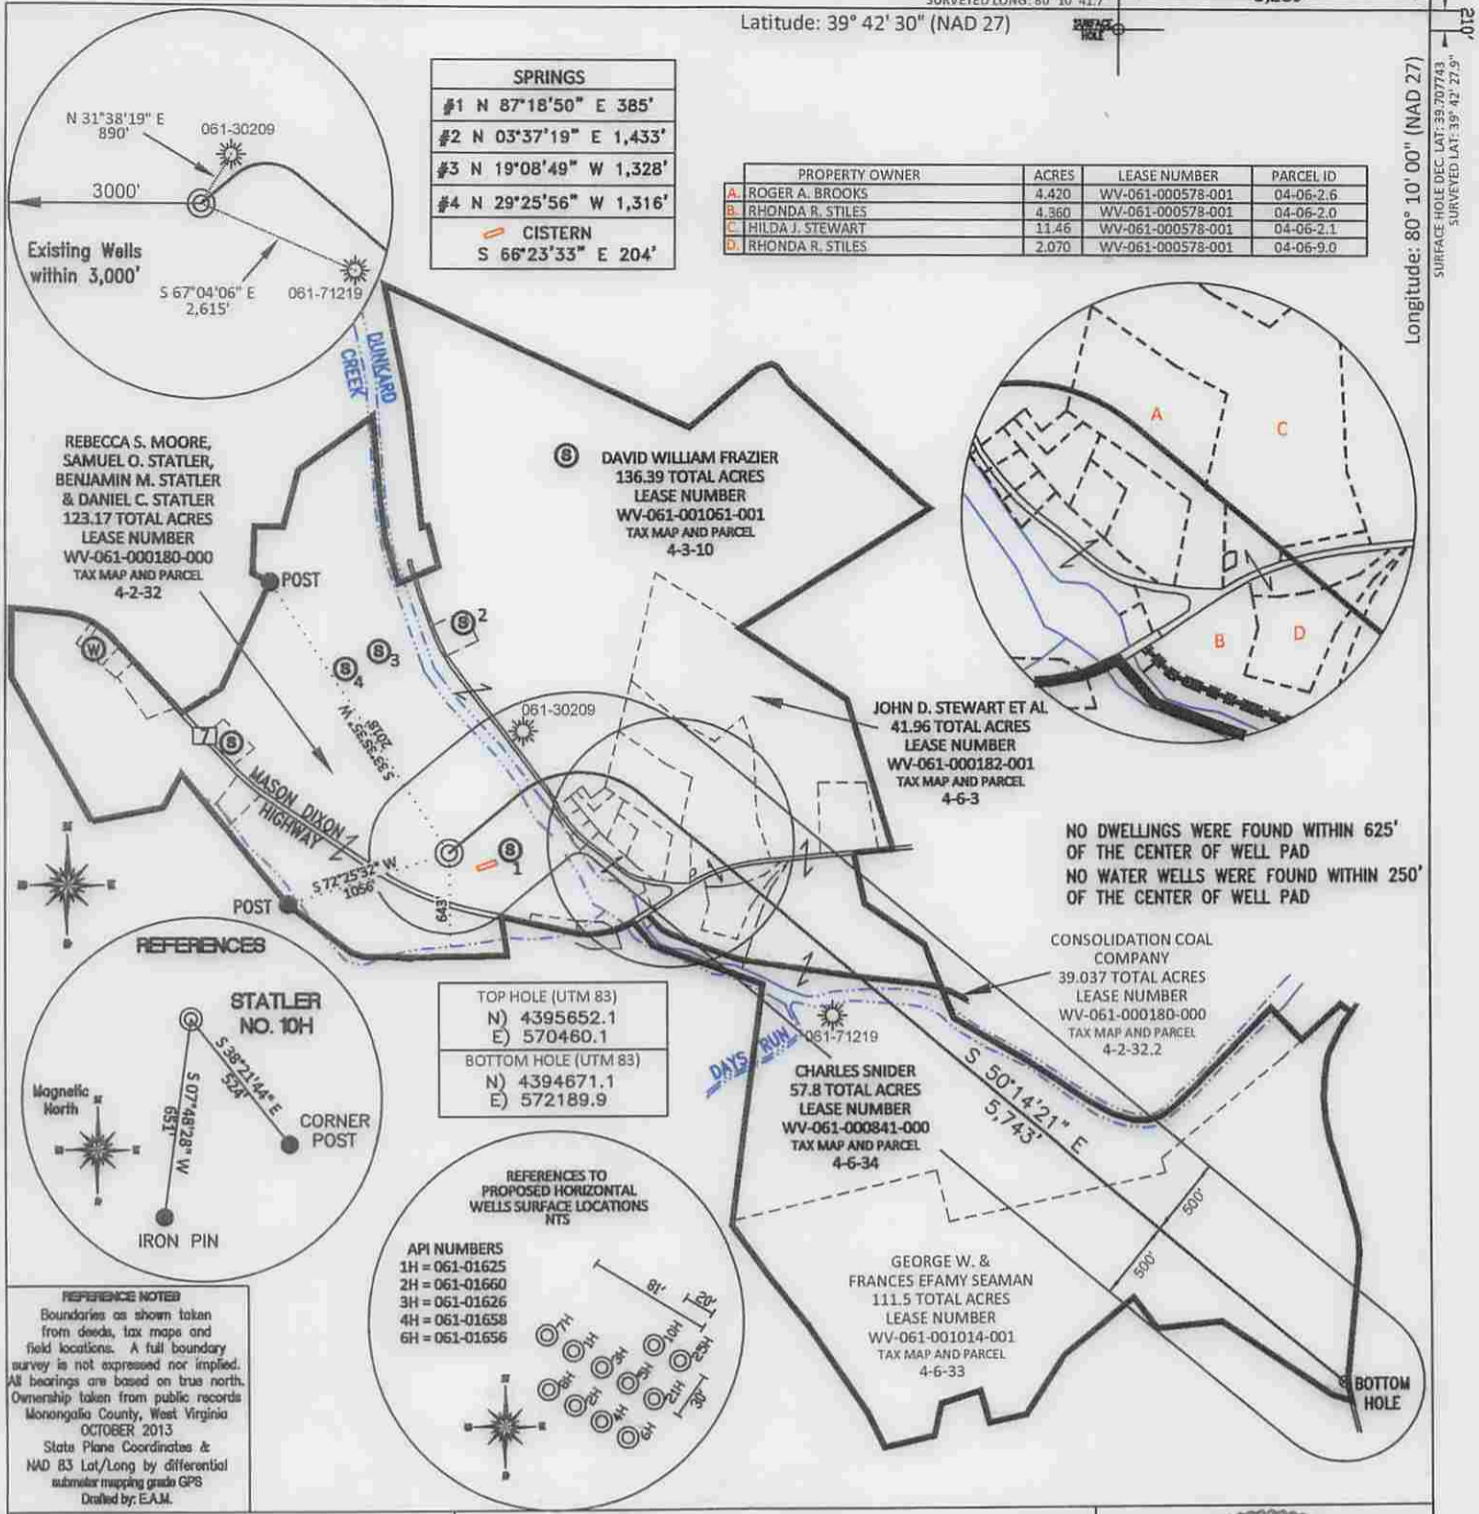 SURVEYED LONG: 80° 10' 41.7"
Latitude: 39° 42' 30" (NAD 27)
SURFACE
HOLE
210'
Longitude: 80° 10' 00" (NAD 27)
SURFACE HOLE DEC. LAT: 39.707743
SURVEYED LAT: 39° 42' 27.9"
N 31°38'19" E
890'
061-30209
3000'
Existing Wells
within 3,000'
S 67°04'06" E
2,615'
061-71219
SPRINGS
#1 N 87°18'50" E 385'
#2 N 03°37'19" E 1,433'
#3 N 19°08'49" W 1,328'
#4 N 29°25'56" W 1,316'
CISTERN
S 66°23'33" E 204'
PROPERTY OWNER ACRES LEASE NUMBER PARCEL ID
A. ROGER A. BROOKS 4.420 WV-061-000578-001 04-06-2.6
B. RHONDA R. STILES 4.360 WV-061-000578-001 04-06-2.0
C. HILDA J. STEWART 11.46 WV-061-000578-001 04-06-2.1
D. RHONDA R. STILES 2.070 WV-061-000578-001 04-06-9.0
A
C
B
D
DUNKARD
CREEK
REBECCA S. MOORE,
SAMUEL O. STATLER,
BENJAMIN M. STATLER
& DANIEL C. STATLER
123.17 TOTAL ACRES
LEASE NUMBER
WV-061-000180-000
TAX MAP AND PARCEL
4-2-32
S
DAVID WILLIAM FRAZIER
136.39 TOTAL ACRES
LEASE NUMBER
WV-061-001061-001
TAX MAP AND PARCEL
4-3-10
POST
S 2
S 3
S 4
W
7
S
S 33°35'35" W
2018'
061-30209
MASON DIXON
HIGHWAY
S 1
S 72°25'32" W
1056'
643'
POST
JOHN D. STEWART ET AL
41.96 TOTAL ACRES
LEASE NUMBER
WV-061-000182-001
TAX MAP AND PARCEL
4-6-3
NO DWELLINGS WERE FOUND WITHIN 625'
OF THE CENTER OF WELL PAD
NO WATER WELLS WERE FOUND WITHIN 250'
OF THE CENTER OF WELL PAD
CONSOLIDATION COAL
COMPANY
39.037 TOTAL ACRES
LEASE NUMBER
WV-061-000180-000
TAX MAP AND PARCEL
4-2-32.2
REFERENCES
STATLER
NO. 10H
S 38°21'44" E
524'
S 07°48'28" W
651'
Magnetic
North
CORNER
POST
IRON PIN
TOP HOLE (UTM 83)
N) 4395652.1
E) 570460.1
BOTTOM HOLE (UTM 83)
N) 4394671.1
E) 572189.9
DAYS RUN
061-71219
CHARLES SNIDER
57.8 TOTAL ACRES
LEASE NUMBER
WV-061-000841-000
TAX MAP AND PARCEL
4-6-34
S 50°14'21" E
5,743'
500'
500'
GEORGE W. &
FRANCES EFAMY SEAMAN
111.5 TOTAL ACRES
LEASE NUMBER
WV-061-001014-001
TAX MAP AND PARCEL
4-6-33
BOTTOM
HOLE
REFERENCES TO
PROPOSED HORIZONTAL
WELLS SURFACE LOCATIONS
NTS
API NUMBERS
1H = 061-01625
2H = 061-01660
3H = 061-01626
4H = 061-01658
6H = 061-01656
81'
20'
30'
7H
1H
3H
10H
25H
8H
2H
5H
21H
4H
6H
REFERENCE NOTES
Boundaries as shown taken
from deeds, tax maps and
field locations. A full boundary
survey is not expressed nor implied.
All bearings are based on true north.
Ownership taken from public records
Monongalia County, West Virginia
OCTOBER 2013
State Plane Coordinates &
NAD 83 Lat/Long by differential
submeter mapping grade GPS
Drafted by: E.A.M.